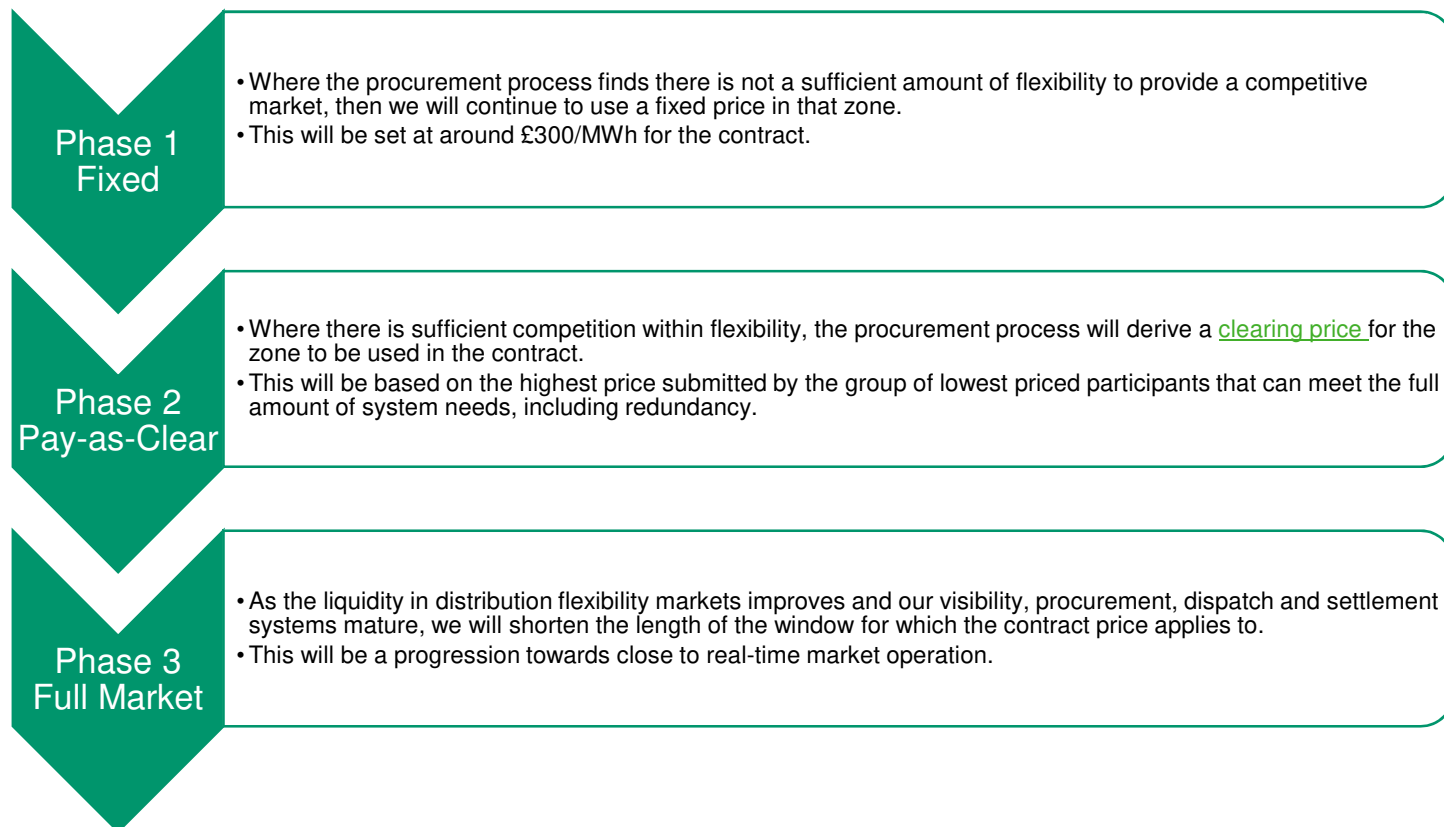 Phase 1
Fixed
• Where the procurement process finds there is not a sufficient amount of flexibility to provide a competitive
market, then we will continue to use a fixed price in that zone.
• This will be set at around £300/MWh for the contract.
Phase 2
Pay-as-Clear
• Where there is sufficient competition within flexibility, the procurement process will derive a clearing price for the
zone to be used in the contract.
• This will be based on the highest price submitted by the group of lowest priced participants that can meet the full
amount of system needs, including redundancy.
Phase 3
Full Market
• As the liquidity in distribution flexibility markets improves and our visibility, procurement, dispatch and settlement
systems mature, we will shorten the length of the window for which the contract price applies to.
• This will be a progression towards close to real-time market operation.